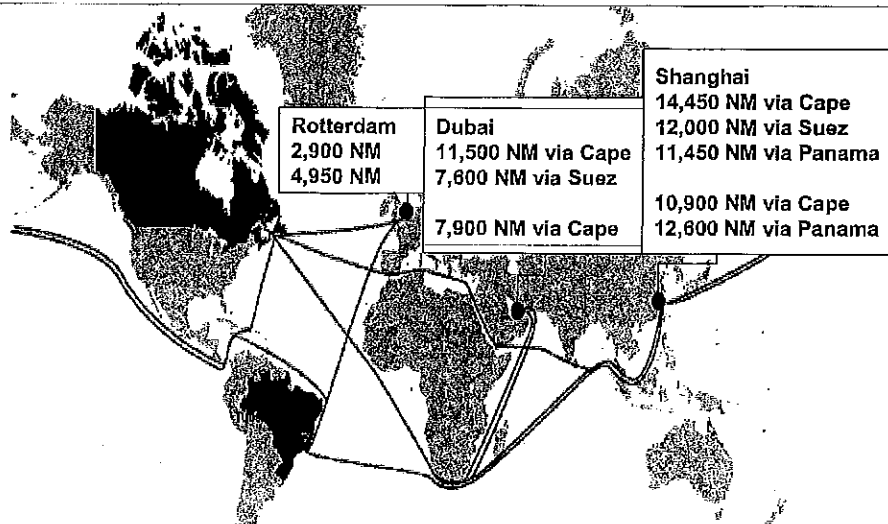 Rotterdam
2,900 NM
4,950 NM
Dubai
11,500 NM via Cape
7,600 NM via Suez
7,900 NM via Cape
Shanghai
14,450 NM via Cape
12,000 NM via Suez
11,450 NM via Panama
10,900 NM via Cape
12,600 NM via Panama